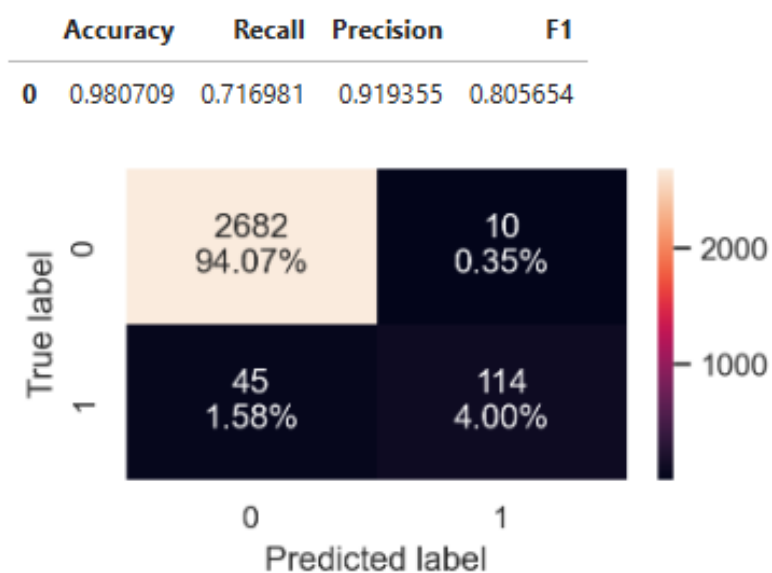 Accuracy Recall Precision F1
0 0.980709 0.716981 0.919355 0.805654
2682 10
94.07% 0.35%
0
2000
True label
45 114
1.58% 4.00%
1
1000
0 1
Predicted label